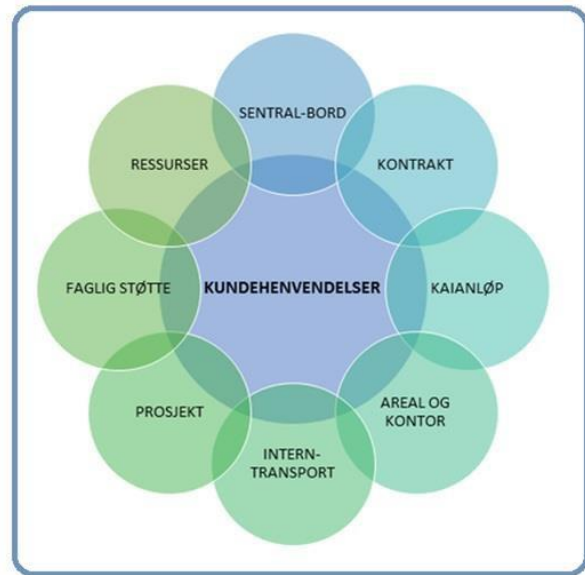 SENTRAL-BORD
KONTRAKT
KAIANLØP
AREAL OG
KONTOR
INTERN-
TRANSPORT
PROSJEKT
FAGLIG STØTTE
RESSURSER
KUNDEHENVENDELSER